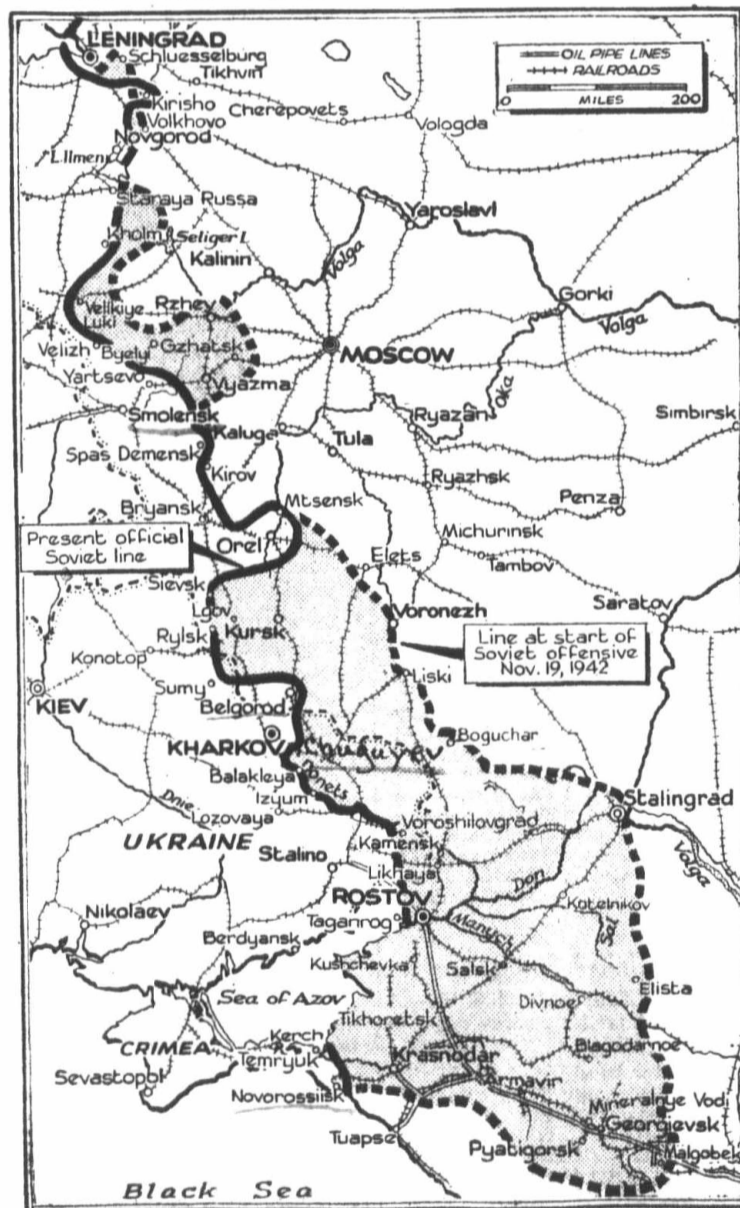 LENINGRAD
Schluesselburg
Tikhvin
OIL PIPE LINES
RAILROADS
0 MILES 200
Kirisho
Volkhovo
Cherepovets
Vologda
Novgorod
L. Ilmen
Staraya Russa
Yaroslavl
Kholm
Seliger L.
Kalinin
Volga
Gorki
Volga
Rzhev
Velikiye
Luki
Velizh
Byelyi
Gzhatsk
MOSCOW
Yartsevo
Vyazma
Oka
Smolensk
Kaluga
Ryazan
Simbirsk
Tula
Spas Demensk
Kirov
Ryazhsk
Penza
Bryansk
Mtsensk
Michurinsk
Tambov
Present official
Soviet line
Orel
Elets
Sievsk
Saratov
Lgov
Voronezh
Rylsk
Kursk
Line at start of
Soviet offensive
Nov. 19, 1942
Konotop
Liski
KIEV
Sumy
Belgorod
KHARKOV
Chuguyev
Boguchar
Balakleya
Donets
Izyum
Stalingrad
Dnie
Lozovaya
Voroshilovgrad
UKRAINE
Kamensk
Volga
Stalino
Likhaya
Don
ROSTOV
Kotelnikov
Nikolaev
Taganrog
Manych
Sal
Berdyansk
Kushchevka
Salsk
Elista
Sea of Azov
Divnoe
Tikhoretsk
Kerch
CRIMEA
Temryuk
Krasnodar
Blagodarnoe
Sevastopol
Armavir
Novorossiisk
Mineralnye Vod
Georgievsk
Tuapse
Pyatigorsk
Malgobek
Black Sea